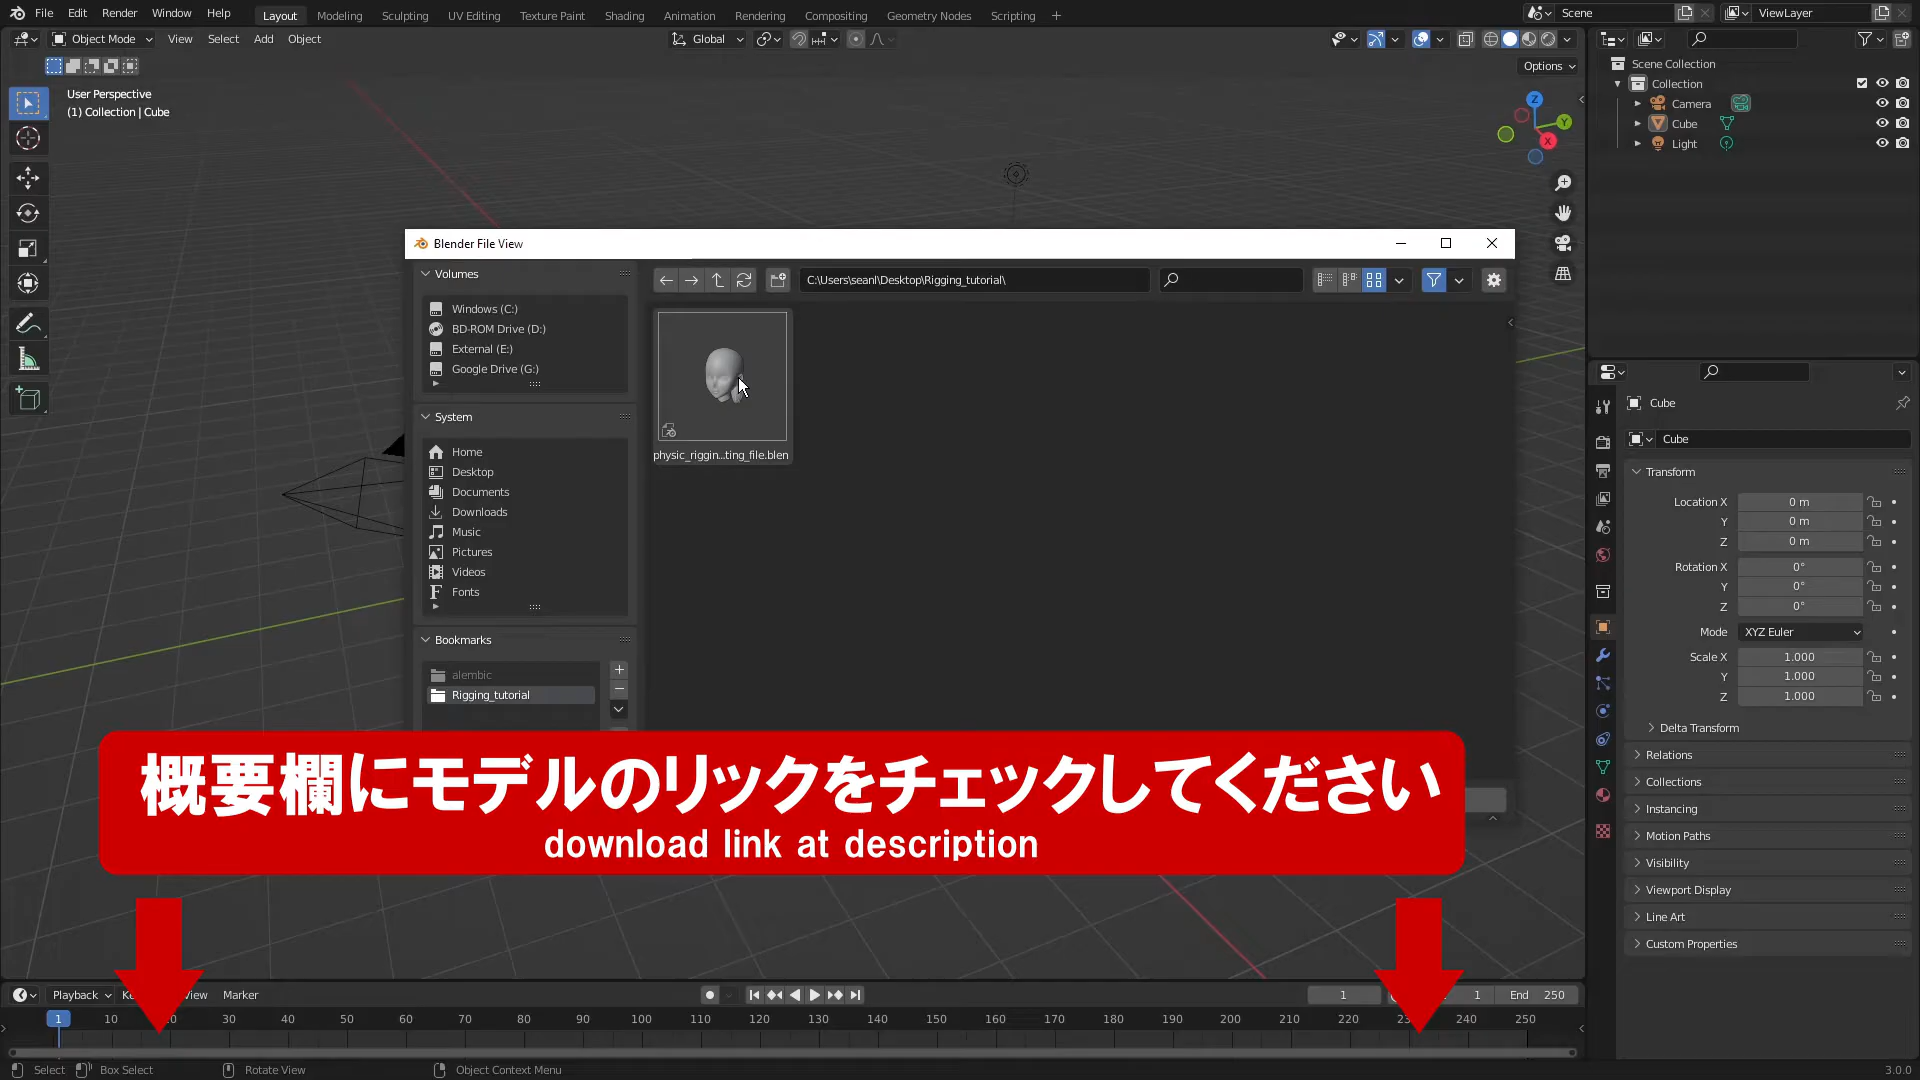 File Edit Render Window Help Layout Modeling Sculpting UV Editing Texture Paint Shading Animation Rendering Compositing Geometry Nodes Scripting + Scene ViewLayer
Object Mode View Select Add Object Global
Options
User Perspective
(1) Collection | Cube
Scene Collection
Collection
Camera
Cube
Light
Z
Y
X
Blender File View
Volumes
Windows (C:)
BD-ROM Drive (D:)
External (E:)
Google Drive (G:)
System
Home
Desktop
Documents
Downloads
Music
Pictures
Videos
Fonts
Bookmarks
alembic
Rigging_tutorial
C:\Users\seanl\Desktop\Rigging_tutorial\
physic_riggin...ting_file.blen
Cube
Cube
Transform
Location X 0 m
Y 0 m
Z 0 m
Rotation X 0°
Y 0°
Z 0°
Mode XYZ Euler
Scale X 1.000
Y 1.000
Z 1.000
Delta Transform
Relations
Collections
Instancing
Motion Paths
Visibility
Viewport Display
Line Art
Custom Properties
概要欄にモデルのリックをチェックしてください
download link at description
Playback View Marker 1 1 End 250
1 10 20 30 40 50 60 70 80 90 100 110 120 130 140 150 160 170 180 190 200 210 220 240 250
Select Box Select Rotate View Object Context Menu 3.0.0